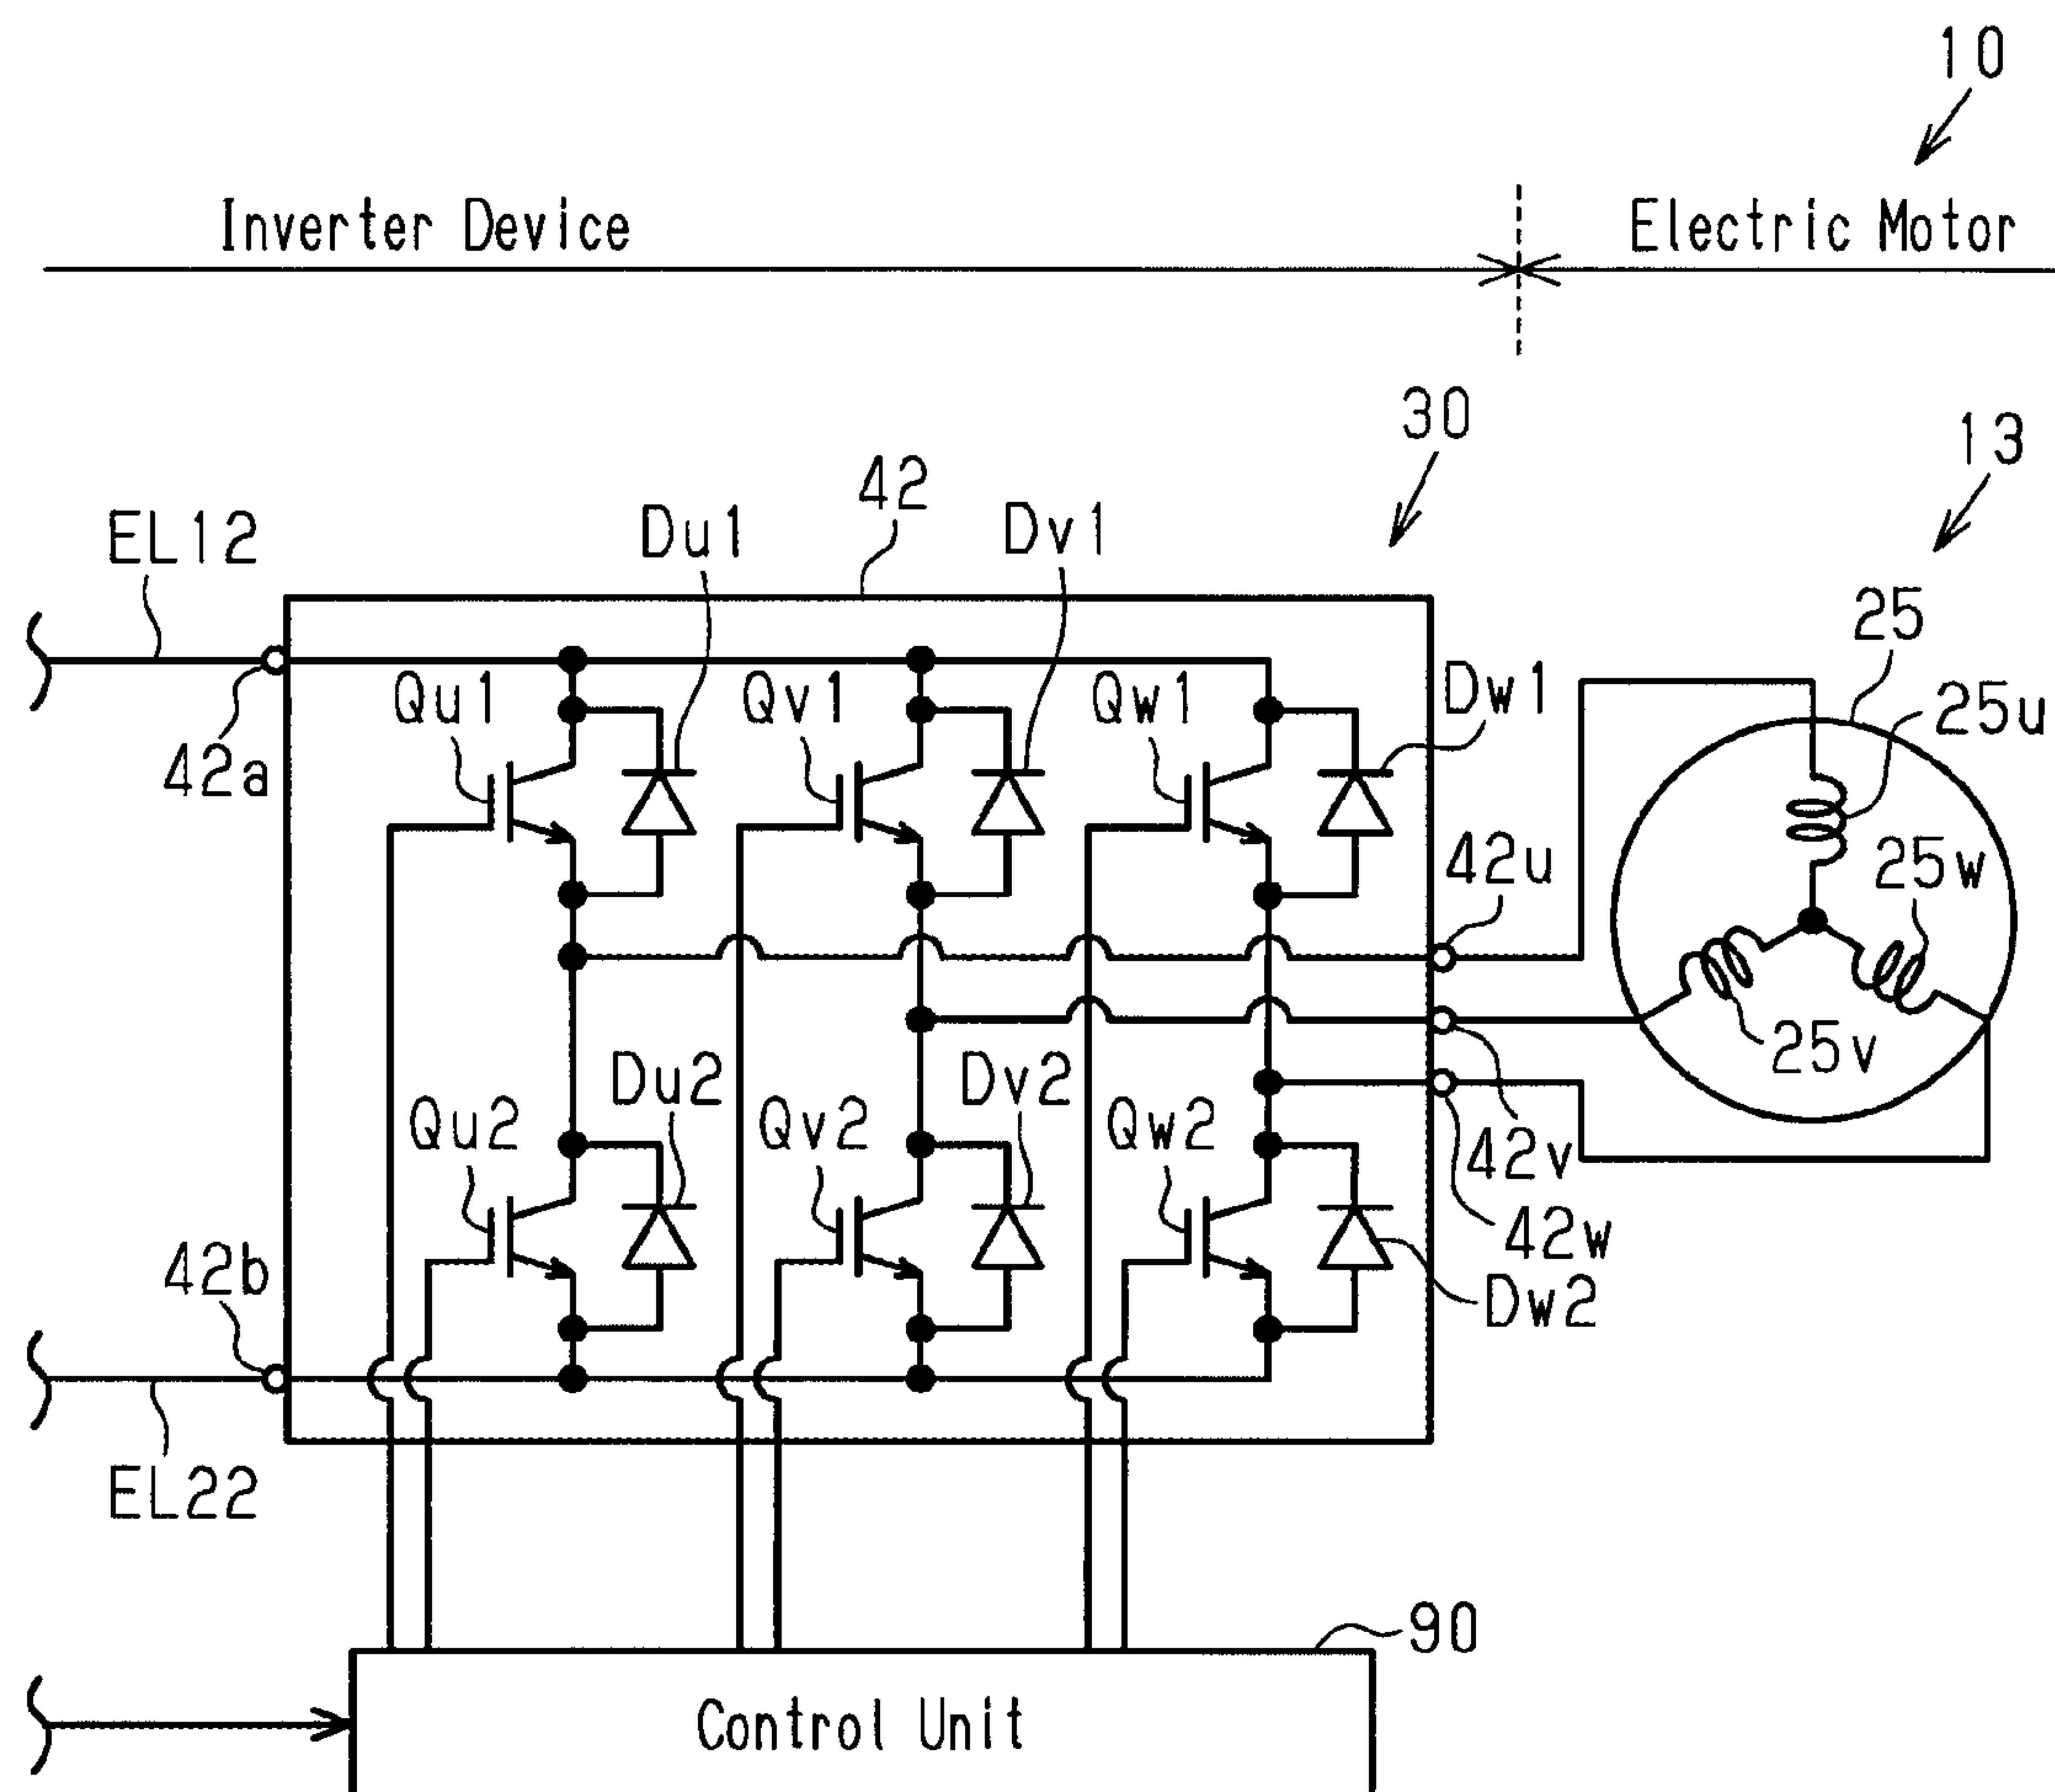 10
Inverter Device
Electric Motor
30
13
42
EL12
Du1
Dv1
25
Qu1
Qv1
Qw1
Dw1
25u
42a
42u
25w
25v
Du2
Dv2
Qu2
Qv2
Qw2
42v
42w
42b
Dw2
EL22
90
Control Unit